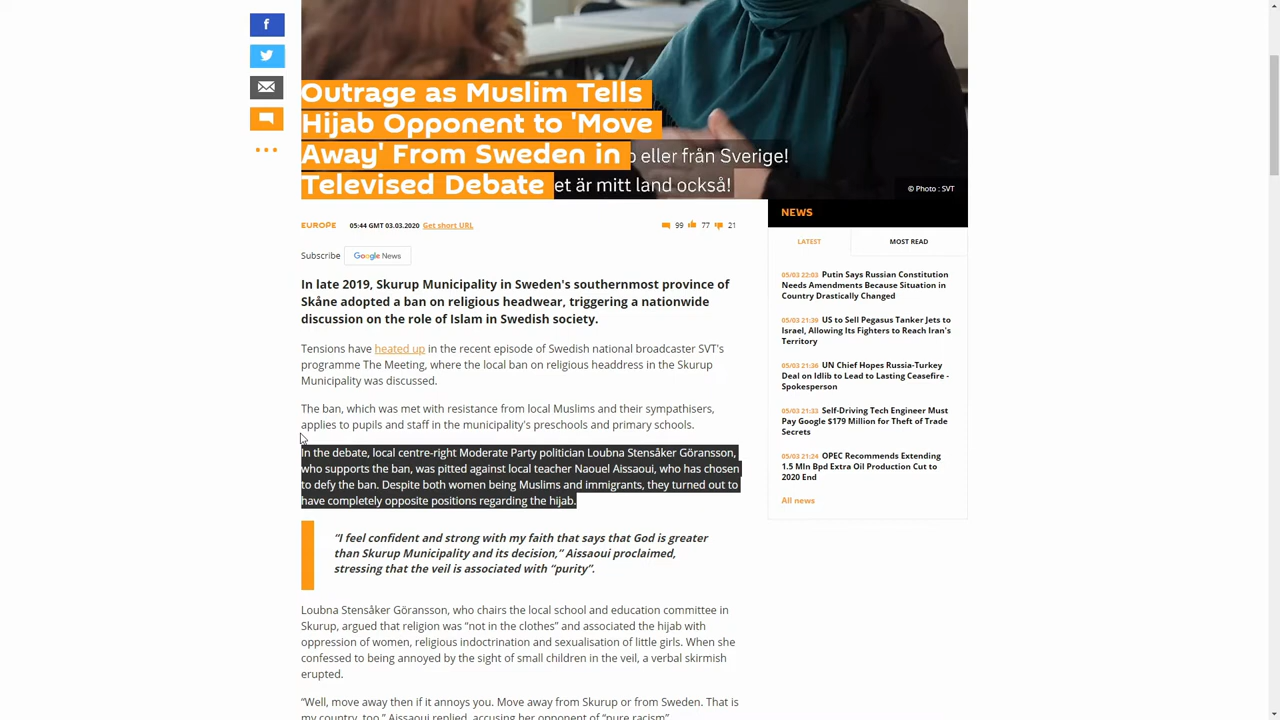 f
Outrage as Muslim Tells
Hijab Opponent to 'Move
Away' From Sweden in
Televised Debate
eller från Sverige!
et är mitt land också!
© Photo : SVT
EUROPE 05:44 GMT 03.03.2020 Get short URL
99 77 21
Subscribe Google News
In late 2019, Skurup Municipality in Sweden's southernmost province of
Skåne adopted a ban on religious headwear, triggering a nationwide
discussion on the role of Islam in Swedish society.
Tensions have heated up in the recent episode of Swedish national broadcaster SVT's
programme The Meeting, where the local ban on religious headdress in the Skurup
Municipality was discussed.
The ban, which was met with resistance from local Muslims and their sympathisers,
applies to pupils and staff in the municipality's preschools and primary schools.
In the debate, local centre-right Moderate Party politician Loubna Stensåker Göransson,
who supports the ban, was pitted against local teacher Naouel Aissaoui, who has chosen
to defy the ban. Despite both women being Muslims and immigrants, they turned out to
have completely opposite positions regarding the hijab.
“I feel confident and strong with my faith that says that God is greater
than Skurup Municipality and its decision,” Aissaoui proclaimed,
stressing that the veil is associated with “purity”.
Loubna Stensåker Göransson, who chairs the local school and education committee in
Skurup, argued that religion was “not in the clothes” and associated the hijab with
oppression of women, religious indoctrination and sexualisation of little girls. When she
confessed to being annoyed by the sight of small children in the veil, a verbal skirmish
erupted.
“Well, move away then if it annoys you. Move away from Skurup or from Sweden. That is
my country, too,” Aissaoui replied, accusing her opponent of “pure racism”.
NEWS
LATEST MOST READ
05/03 22:03 Putin Says Russian Constitution
Needs Amendments Because Situation in
Country Drastically Changed
05/03 21:39 US to Sell Pegasus Tanker Jets to
Israel, Allowing Its Fighters to Reach Iran's
Territory
05/03 21:36 UN Chief Hopes Russia-Turkey
Deal on Idlib to Lead to Lasting Ceasefire -
Spokesperson
05/03 21:33 Self-Driving Tech Engineer Must
Pay Google $179 Million for Theft of Trade
Secrets
05/03 21:24 OPEC Recommends Extending
1.5 Mln Bpd Extra Oil Production Cut to
2020 End
All news